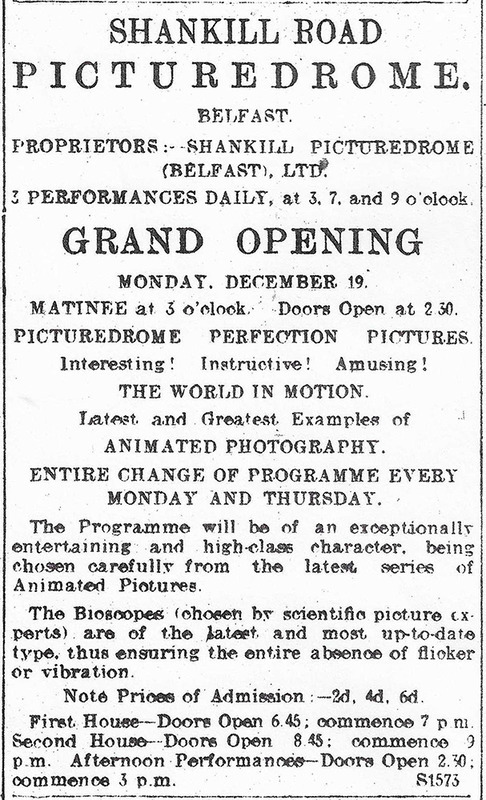 SHANKILL ROAD
PICTUREDROME.
BELFAST.
PROPRIETORS:--SHANKILL PICTUREDROME
(BELFAST), LTD.
3 PERFORMANCES DAILY, at 3, 7, and 9 o'clock.
GRAND OPENING
MONDAY, DECEMBER 19.
MATINEE at 3 o'clock. Doors Open at 2 30.
PICTUREDROME PERFECTION PICTURES.
Interesting! Instructive! Amusing!
THE WORLD IN MOTION.
Latest and Greatest Examples of
ANIMATED PHOTOGRAPHY.
ENTIRE CHANGE OF PROGRAMME EVERY
MONDAY AND THURSDAY.
The Programme will be of an exceptionally
entertaining and high-class character, being
chosen carefully from the latest series of
Animated Pictures.
The Bioscopes (chosen by scientific picture ex-
perts) are of the latest and most up-to-date
type, thus ensuring the entire absence of flicker
or vibration.
Note Prices of Admission:—2d, 4d, 6d.
First House—Doors Open 6.45; commence 7 p m.
Second House—Doors Open 8.45; commence 9
p.m. Afternoon Performances—Doors Open 2.30;
commence 3 p.m. S1573